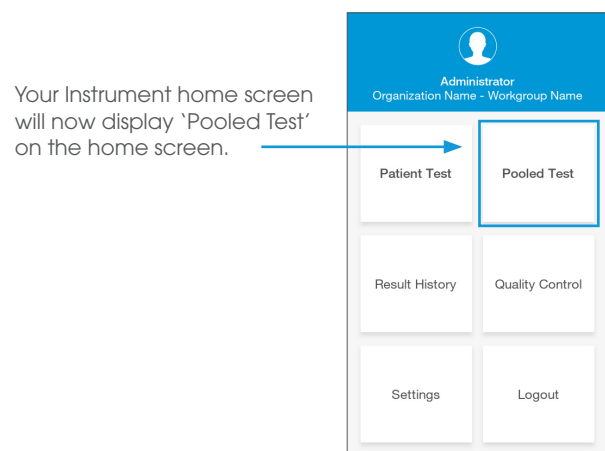 Your Instrument home screen
will now display ‘Pooled Test’
on the home screen.
Administrator
Organization Name - Workgroup Name
Patient Test
Pooled Test
Result History
Quality Control
Settings
Logout